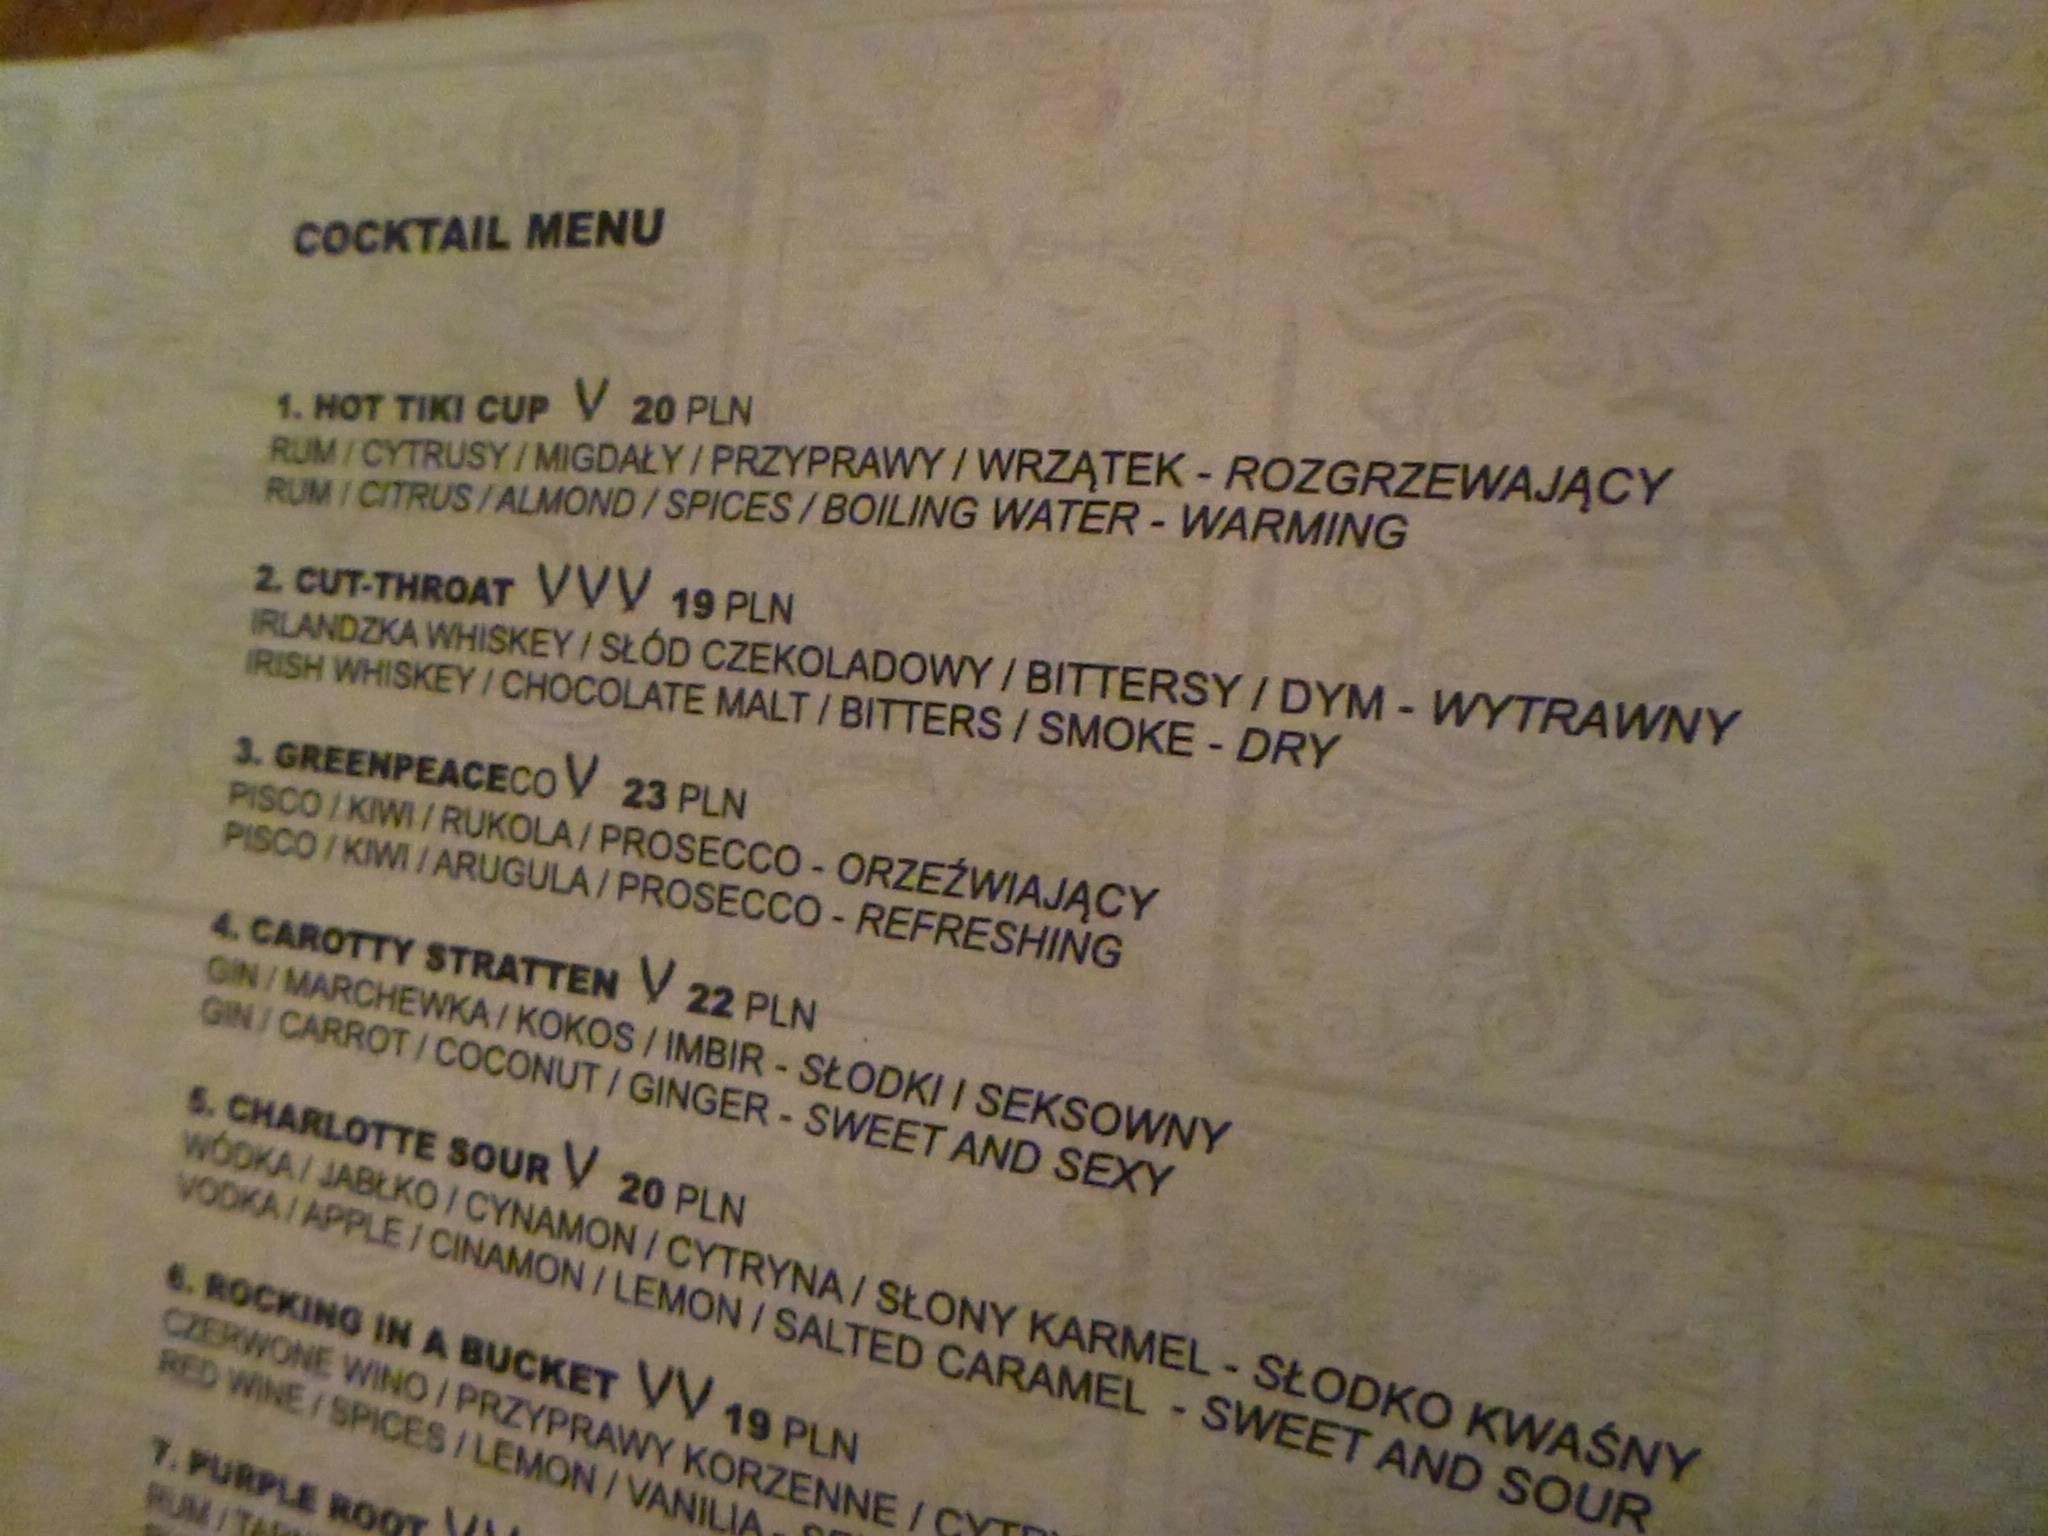 COCKTAIL MENU
1. HOT TIKI CUP V 20 PLN
RUM / CYTRUSY / MIGDAŁY / PRZYPRAWY / WRZĄTEK - ROZGRZEWAJĄCY
RUM / CITRUS / ALMOND / SPICES / BOILING WATER - WARMING
2. CUT-THROAT VVV 19 PLN
IRLANDZKA WHISKEY / SŁÓD CZEKOLADOWY / BITTERSY / DYM - WYTRAWNY
IRISH WHISKEY / CHOCOLATE MALT / BITTERS / SMOKE - DRY
3. GREENPEACECO V 23 PLN
PISCO / KIWI / RUKOLA / PROSECCO - ORZEŹWIAJĄCY
PISCO / KIWI / ARUGULA / PROSECCO - REFRESHING
4. CAROTTY STRATTEN V 22 PLN
GIN / MARCHEWKA / KOKOS / IMBIR - SŁODKI I SEKSOWNY
GIN / CARROT / COCONUT / GINGER - SWEET AND SEXY
5. CHARLOTTE SOUR V 20 PLN
WÓDKA / JABŁKO / CYNAMON / CYTRYNA / SŁONY KARMEL - SŁODKO KWAŚNY
VODKA / APPLE / CINAMON / LEMON / SALTED CARAMEL - SWEET AND SOUR
6. ROCKING IN A BUCKET VV 19 PLN
CZERWONE WINO / PRZYPRAWY KORZENNE /
RED WINE / SPICES / LEMON / VANILIA -
7. PURPLE ROOT
RUM /